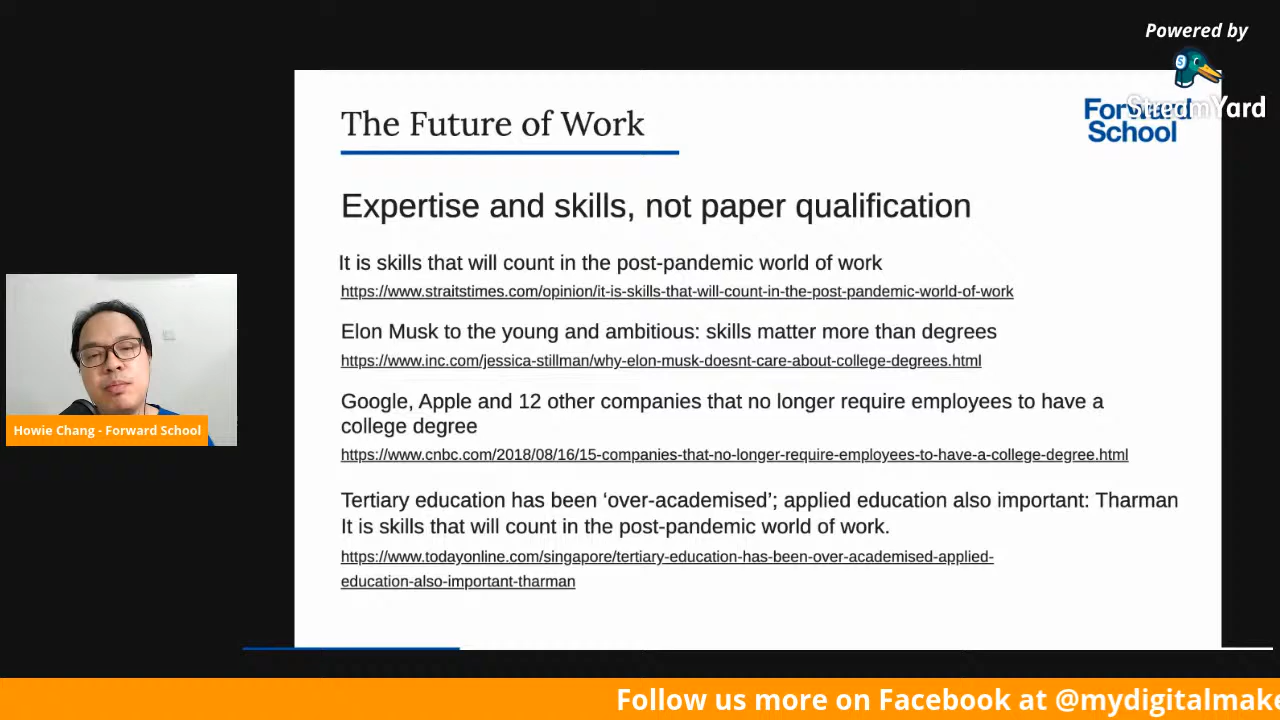 Powered by
StreamYard
The Future of Work
Forward
School
Expertise and skills, not paper qualification
It is skills that will count in the post-pandemic world of work
https://www.straitstimes.com/opinion/it-is-skills-that-will-count-in-the-post-pandemic-world-of-work
Elon Musk to the young and ambitious: skills matter more than degrees
https://www.inc.com/jessica-stillman/why-elon-musk-doesnt-care-about-college-degrees.html
Google, Apple and 12 other companies that no longer require employees to have a
college degree
https://www.cnbc.com/2018/08/16/15-companies-that-no-longer-require-employees-to-have-a-college-degree.html
Tertiary education has been ‘over-academised’; applied education also important: Tharman
It is skills that will count in the post-pandemic world of work.
https://www.todayonline.com/singapore/tertiary-education-has-been-over-academised-applied-
education-also-important-tharman
Howie Chang - Forward School
Follow us more on Facebook at @mydigitalmake